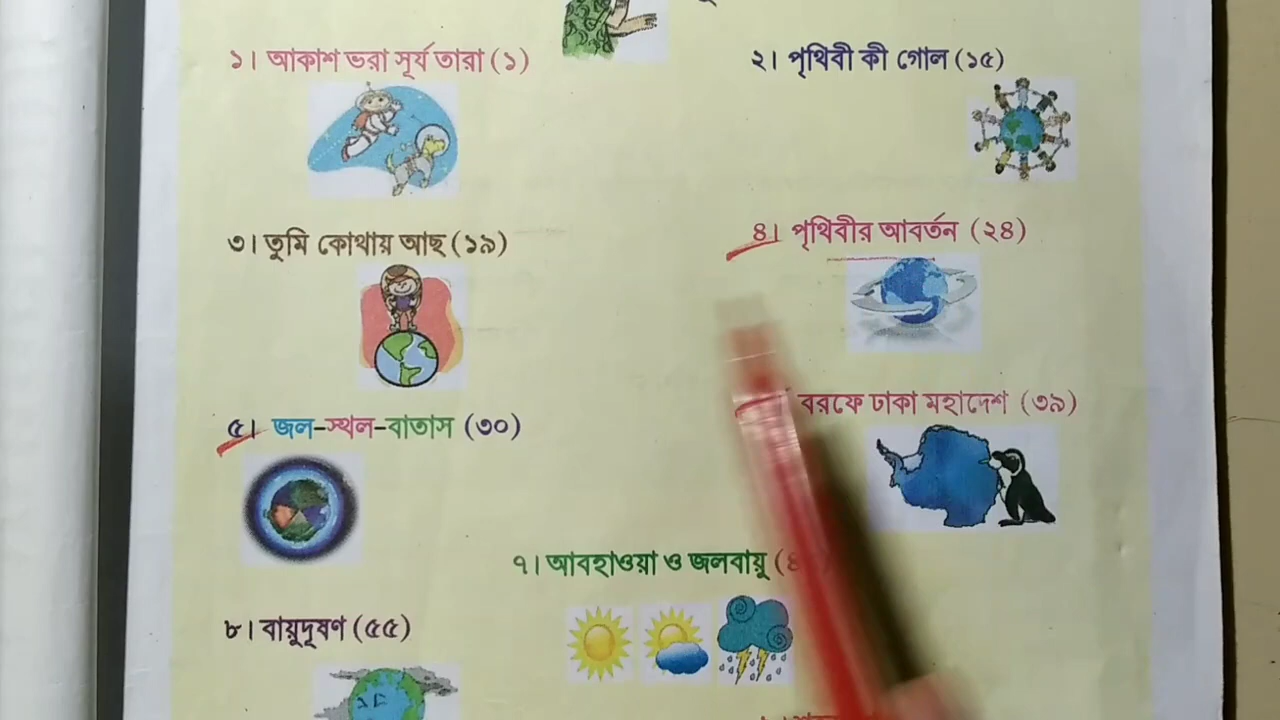 ১। আকাশ ভরা সূর্য তারা (১)
২। পৃথিবী কী গোল (১৫)
৩। তুমি কোথায় আছ (১৯)
৪। পৃথিবীর আবর্তন (২৪)
৫। জল-স্থল-বাতাস (৩০)
বরফে ঢাকা মহাদেশ (৩৯)
৭। আবহাওয়া ও জলবায়ু
৮। বায়ুদূষণ (৫৫)